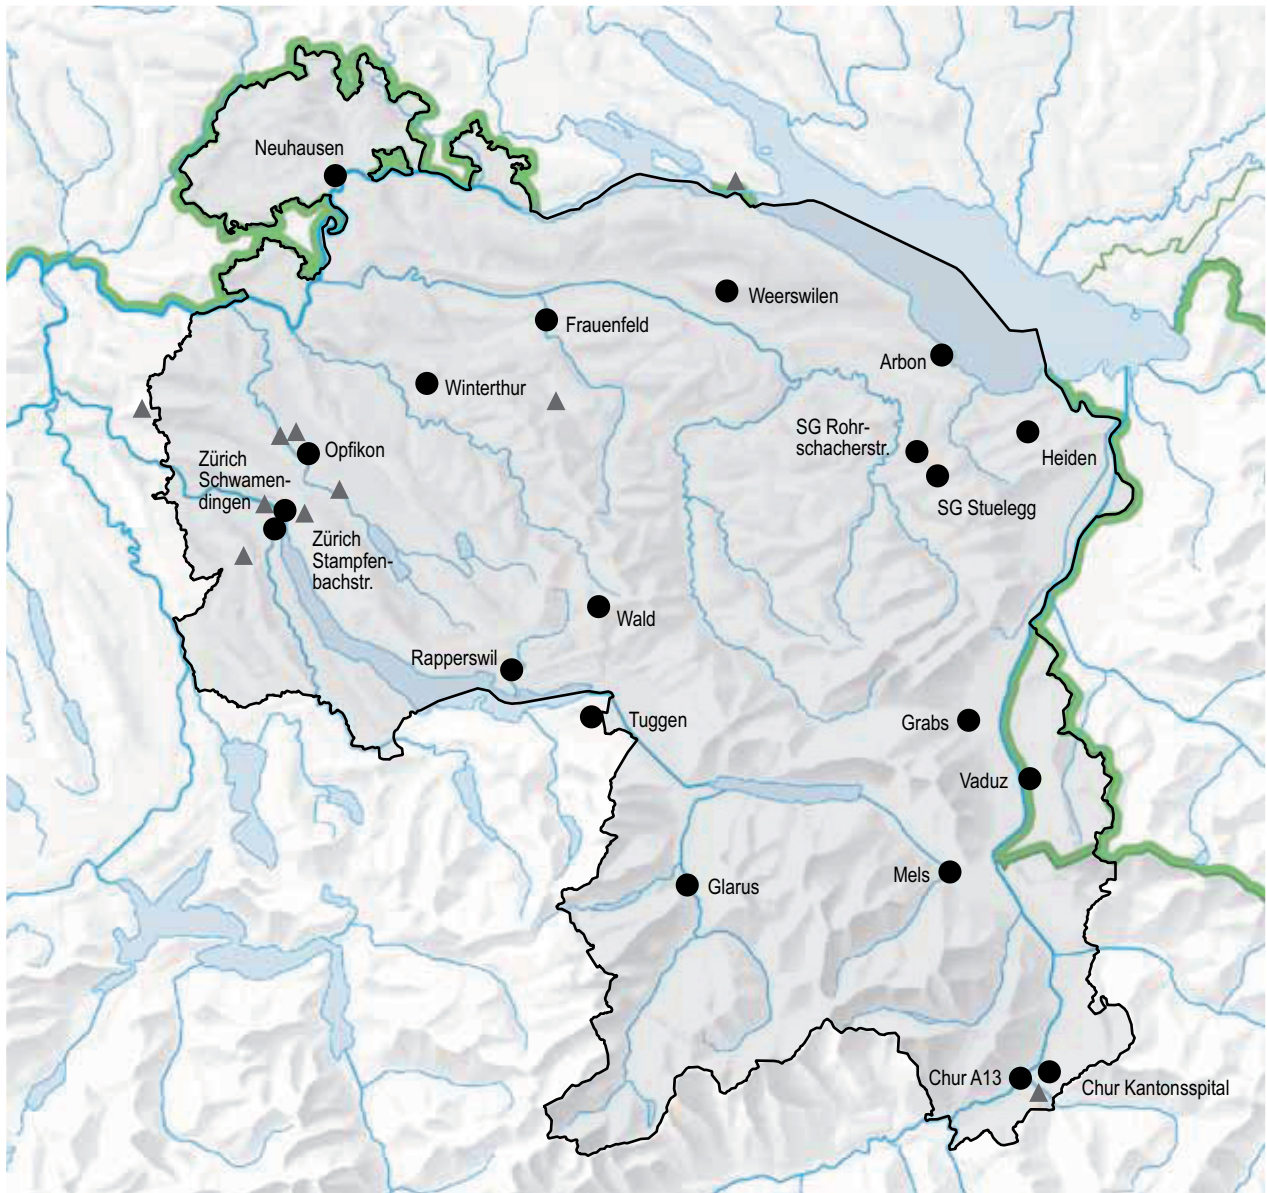 Neuhausen
Weerswilen
Frauenfeld
Arbon
Winterthur
SG Rohr-
schacherstr.
Heiden
Opfikon
Zürich
Schwamen-
dingen
SG Stuelegg
Zürich
Stampfen-
bachstr.
Wald
Rapperswil
Tuggen
Grabs
Vaduz
Mels
Glarus
Chur A13
Chur Kantonsspital